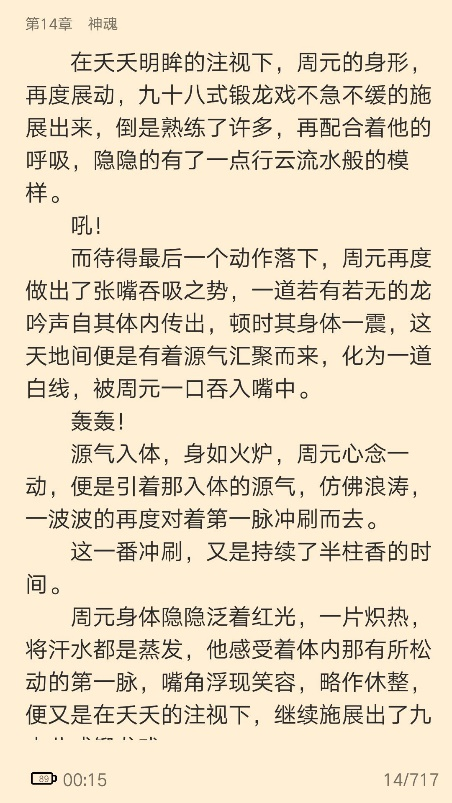 第14章 神魂
在夭夭明眸的注视下，周元的身形，
再度展动，九十八式锻龙戏不急不缓的施
展出来，倒是熟练了许多，再配合着他的
呼吸，隐隐的有了一点行云流水般的模
样。
吼！
而待得最后一个动作落下，周元再度
做出了张嘴吞吸之势，一道若有若无的龙
吟声自其体内传出，顿时其身体一震，这
天地间便是有着源气汇聚而来，化为一道
白线，被周元一口吞入嘴中。
轰轰！
源气入体，身如火炉，周元心念一
动，便是引着那入体的源气，仿佛浪涛，
一波波的再度对着第一脉冲刷而去。
这一番冲刷，又是持续了半柱香的时
间。
周元身体隐隐泛着红光，一片炽热，
将汗水都是蒸发，他感受着体内那有所松
动的第一脉，嘴角浮现笑容，略作休整，
便又是在夭夭的注视下，继续施展出了九
89 00:15
14/717